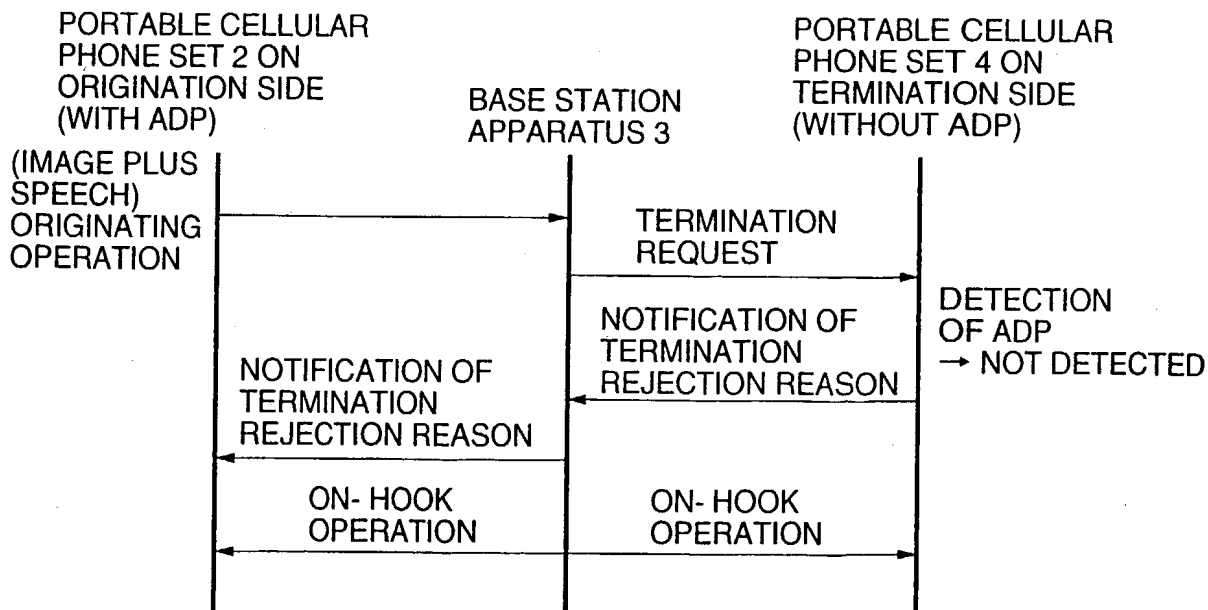 PORTABLE CELLULAR
PHONE SET 2 ON
ORIGINATION SIDE
(WITH ADP)
BASE STATION
APPARATUS 3
PORTABLE CELLULAR
PHONE SET 4 ON
TERMINATION SIDE
(WITHOUT ADP)
(IMAGE PLUS
SPEECH)
ORIGINATING
OPERATION
TERMINATION
REQUEST
DETECTION
OF ADP
→ NOT DETECTED
NOTIFICATION OF
TERMINATION
REJECTION REASON
NOTIFICATION OF
TERMINATION
REJECTION REASON
ON- HOOK
OPERATION
ON- HOOK
OPERATION